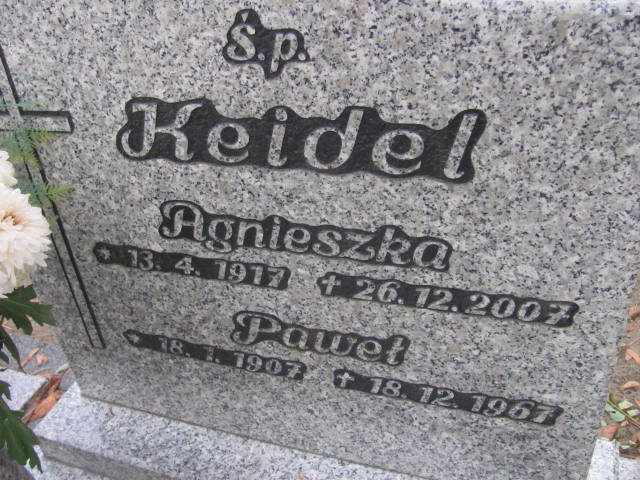 Ś.p.
Keidel
Agnieszka
* 13. 4. 1917 ✝ 26. 12. 2007
Paweł
* 18. 1. 1907 ✝ 18. 12. 1967